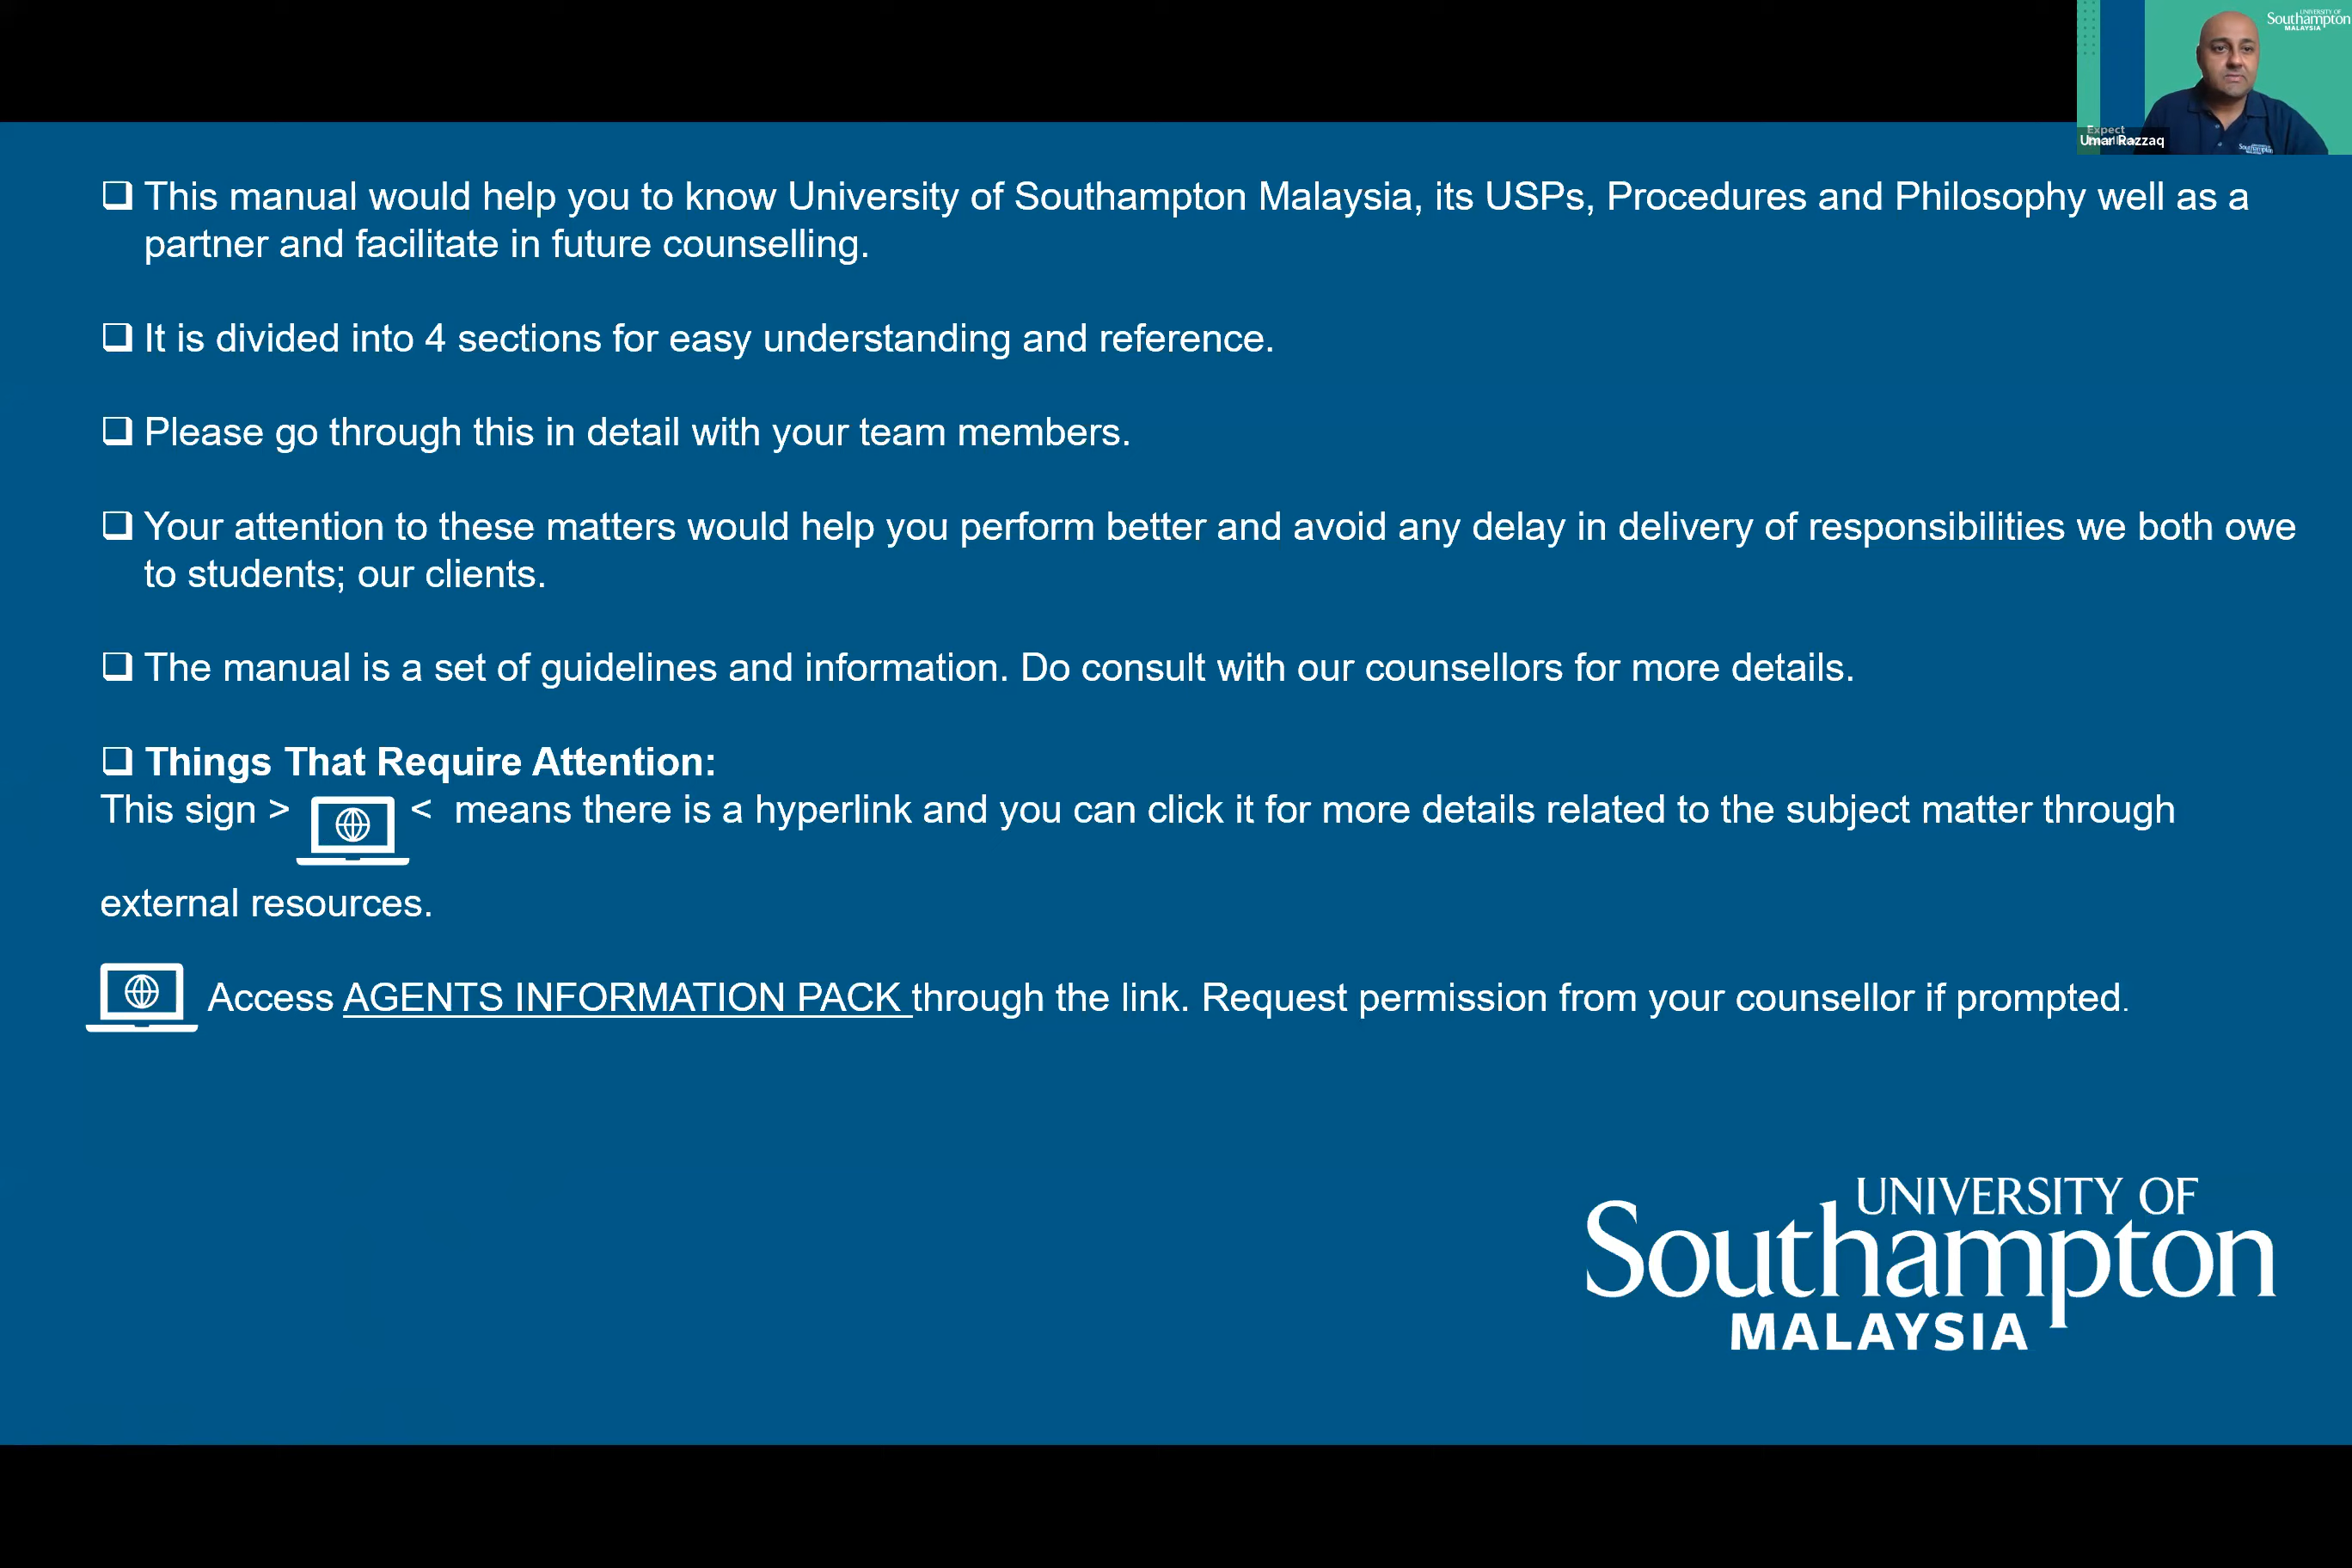 UNIVERSITY OF
Southampton
MALAYSIA
Expect
Umar Razzaq
❑ This manual would help you to know University of Southampton Malaysia, its USPs, Procedures and Philosophy well as a
partner and facilitate in future counselling.
❑ It is divided into 4 sections for easy understanding and reference.
❑ Please go through this in detail with your team members.
❑ Your attention to these matters would help you perform better and avoid any delay in delivery of responsibilities we both owe
to students; our clients.
❑ The manual is a set of guidelines and information. Do consult with our counsellors for more details.
❑ Things That Require Attention:
This sign > < means there is a hyperlink and you can click it for more details related to the subject matter through
external resources.
Access AGENTS INFORMATION PACK through the link. Request permission from your counsellor if prompted.
UNIVERSITY OF
Southampton
MALAYSIA